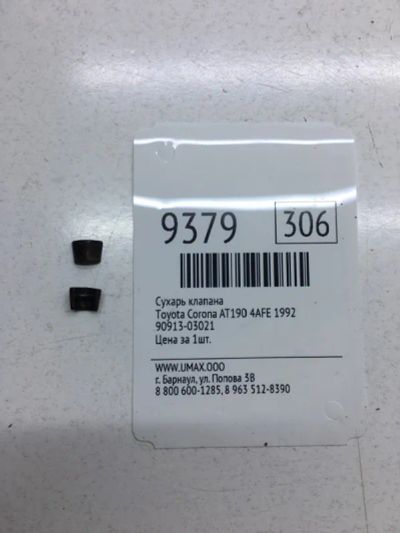 9379
306
Сухарь клапана
Toyota Corona AT190 4AFE 1992
90913-03021
Цена за 1шт.
WWW.UMAX.OOO
г. Барнаул, ул. Попова 3В
8 800 600-1285, 8 963 512-8390